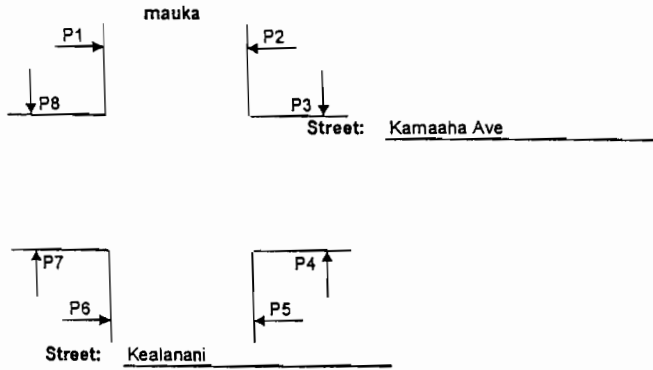 mauka
P1 P2
P8 P3
Street: Kamaaha Ave
P7 P4
P6 P5
Street: Kealanani